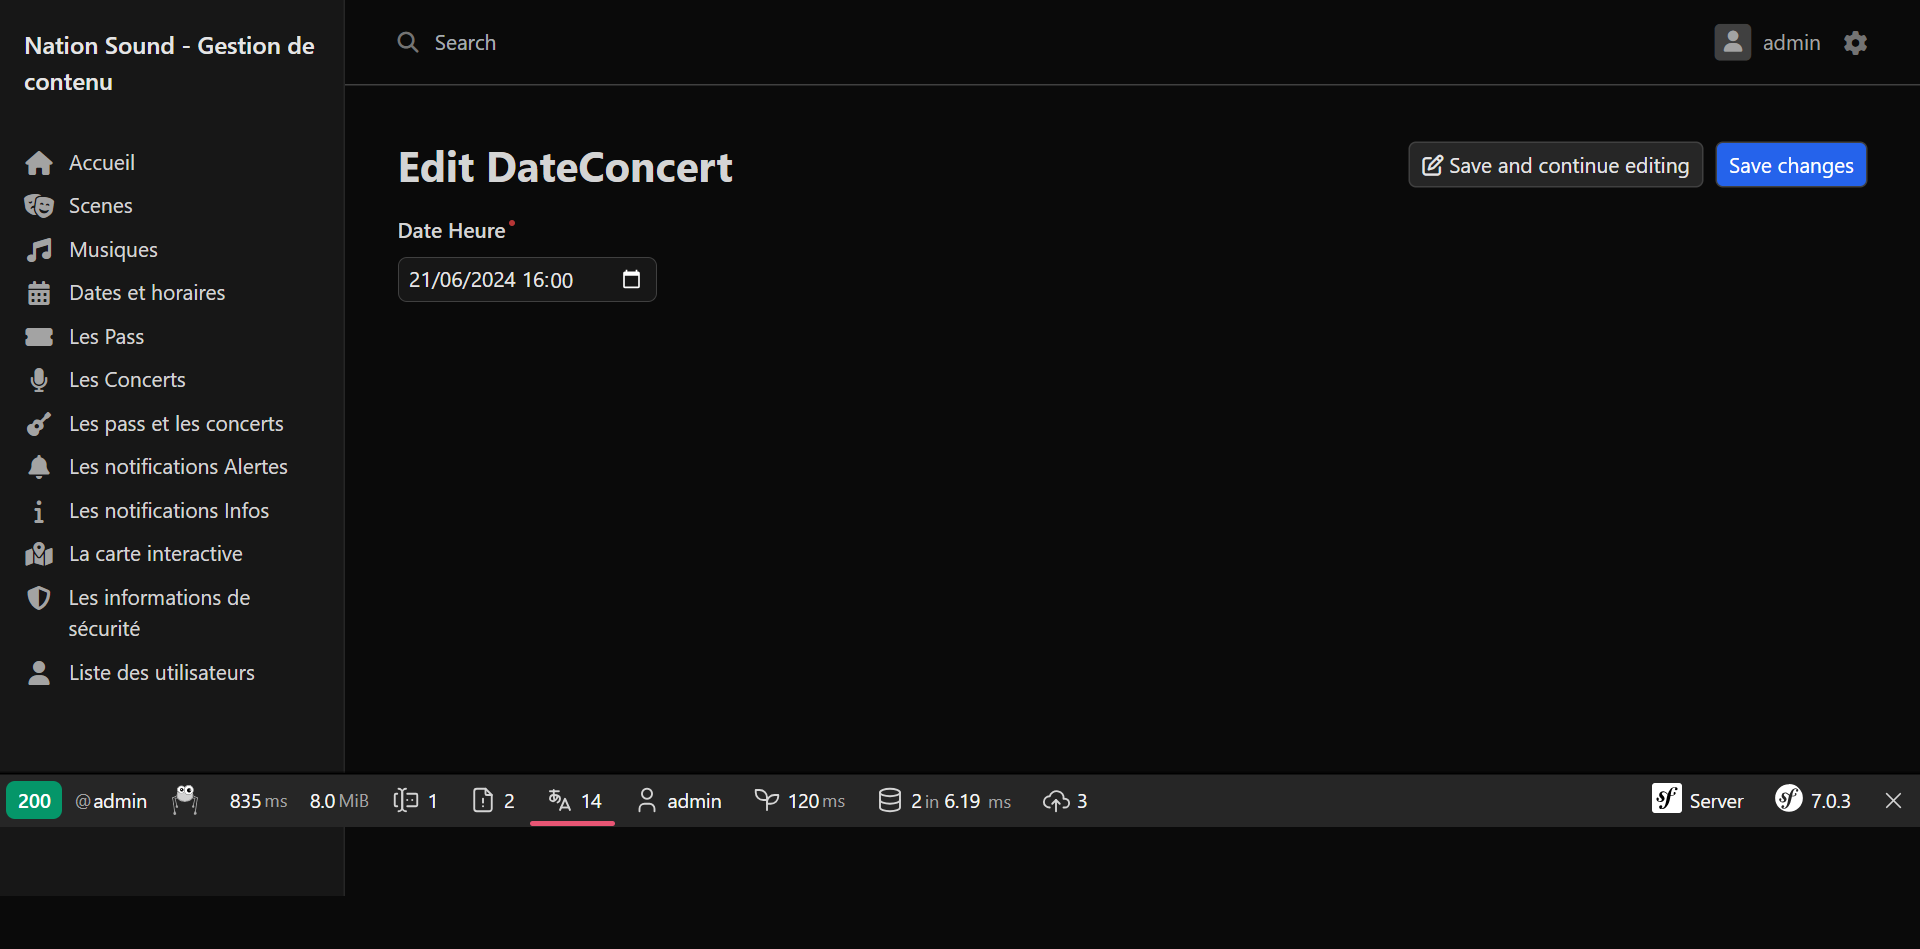 Nation Sound - Gestion de
contenu
Search
admin
Accueil
Scenes
Musiques
Dates et horaires
Les Pass
Les Concerts
Les pass et les concerts
Les notifications Alertes
Les notifications Infos
La carte interactive
Les informations de
sécurité
Liste des utilisateurs
Edit DateConcert
Save and continue editing
Save changes
Date Heure
21/06/2024 16:00
200 @admin 835 ms 8.0 MiB 1 2 14 admin 120 ms 2 in 6.19 ms 3 Server 7.0.3